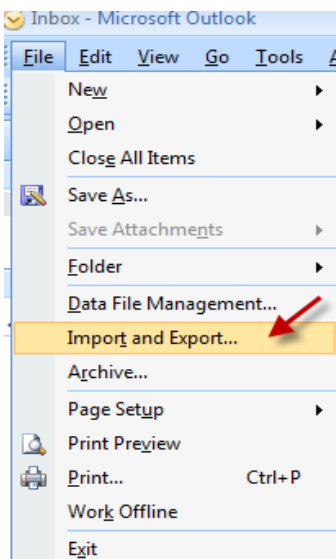 Inbox - Microsoft Outlook
File Edit View Go Tools A
New
Open
Close All Items
Save As...
Save Attachments
Folder
Data File Management...
Import and Export...
Archive...
Page Setup
Print Preview
Print... Ctrl+P
Work Offline
Exit